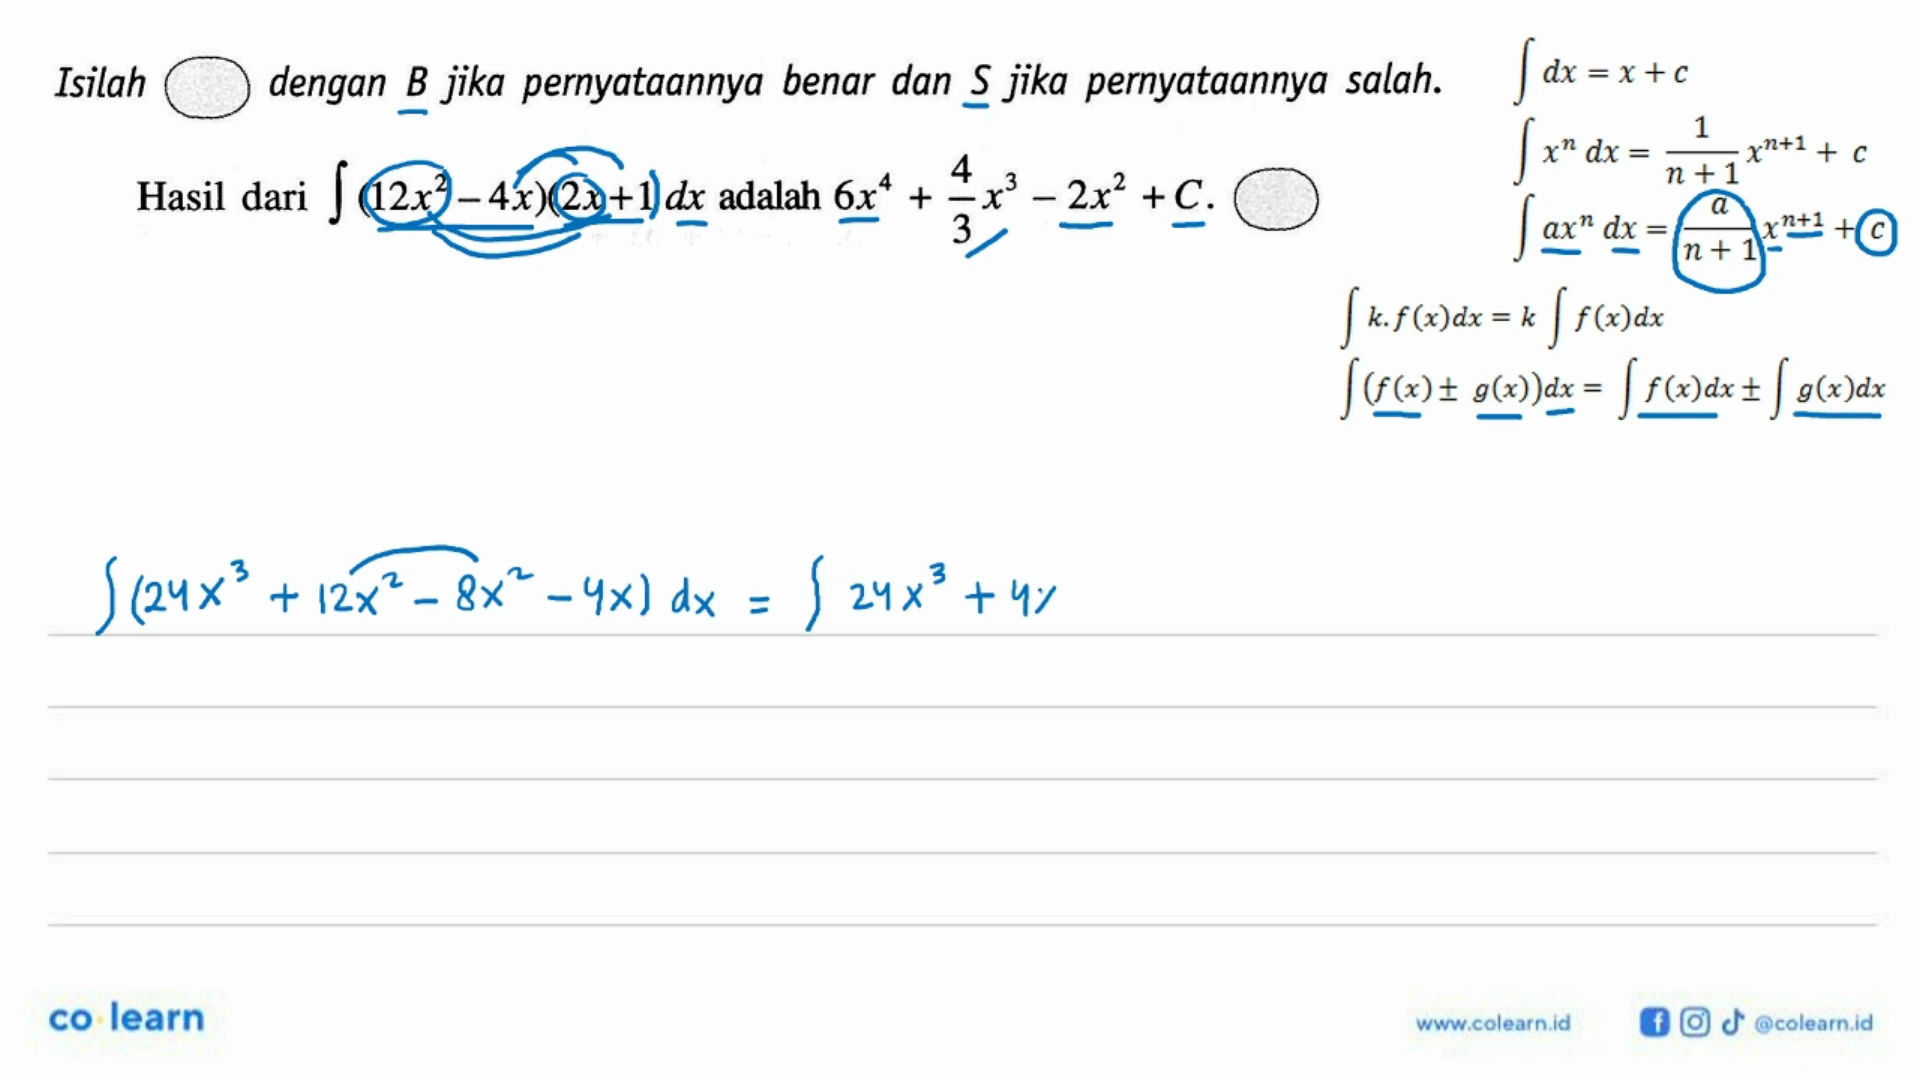 Isilah dengan B jika pernyataannya benar dan S jika pernyataannya salah.
Hasil dari ∫(12x² − 4x)(2x+1) dx adalah 6x⁴ + 4/3 x³ − 2x² + C.
∫ dx = x + c
∫ xⁿ dx = 1/(n + 1) xⁿ⁺¹ + c
∫ axⁿ dx = a/(n + 1) xⁿ⁺¹ + c
∫ k.f(x)dx = k ∫ f(x)dx
∫(f(x) ± g(x))dx = ∫ f(x)dx ± ∫ g(x)dx
∫(24x³ + 12x² − 8x² − 4x) dx = ∫ 24x³ + 4x
co learn
www.colearn.id
@colearn.id